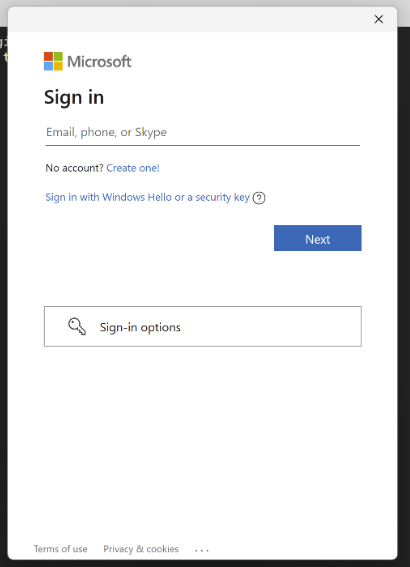 Microsoft
Sign in
Email, phone, or Skype
No account? Create one!
Sign in with Windows Hello or a security key
Next
Sign-in options
Terms of use Privacy & cookies ...